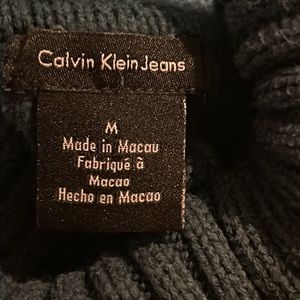 Calvin Klein Jeans
M
Made in Macau
Fabriqué à
Macao
Hecho en Macao